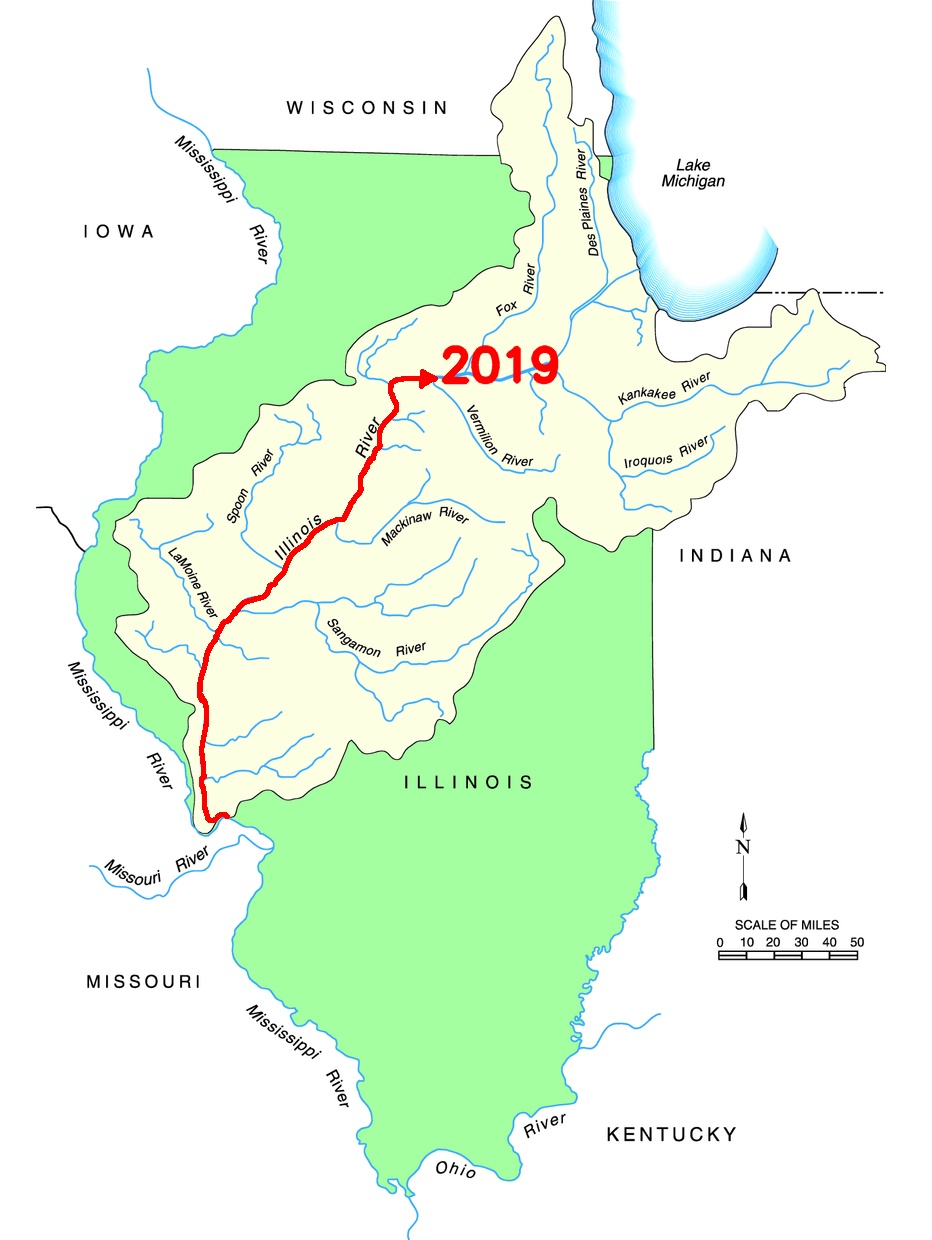 WISCONSIN
Mississippi
River
IOWA
Lake
Michigan
Des Plaines River
Fox
River
2019
Kankakee River
Vermilion
River
Iroquois River
River
Spoon River
Illinois
Mackinaw River
LaMoine River
INDIANA
Sangamon River
Mississippi
River
ILLINOIS
N
Missouri River
SCALE OF MILES
0 10 20 30 40 50
MISSOURI
Mississippi
River
KENTUCKY
Ohio
River